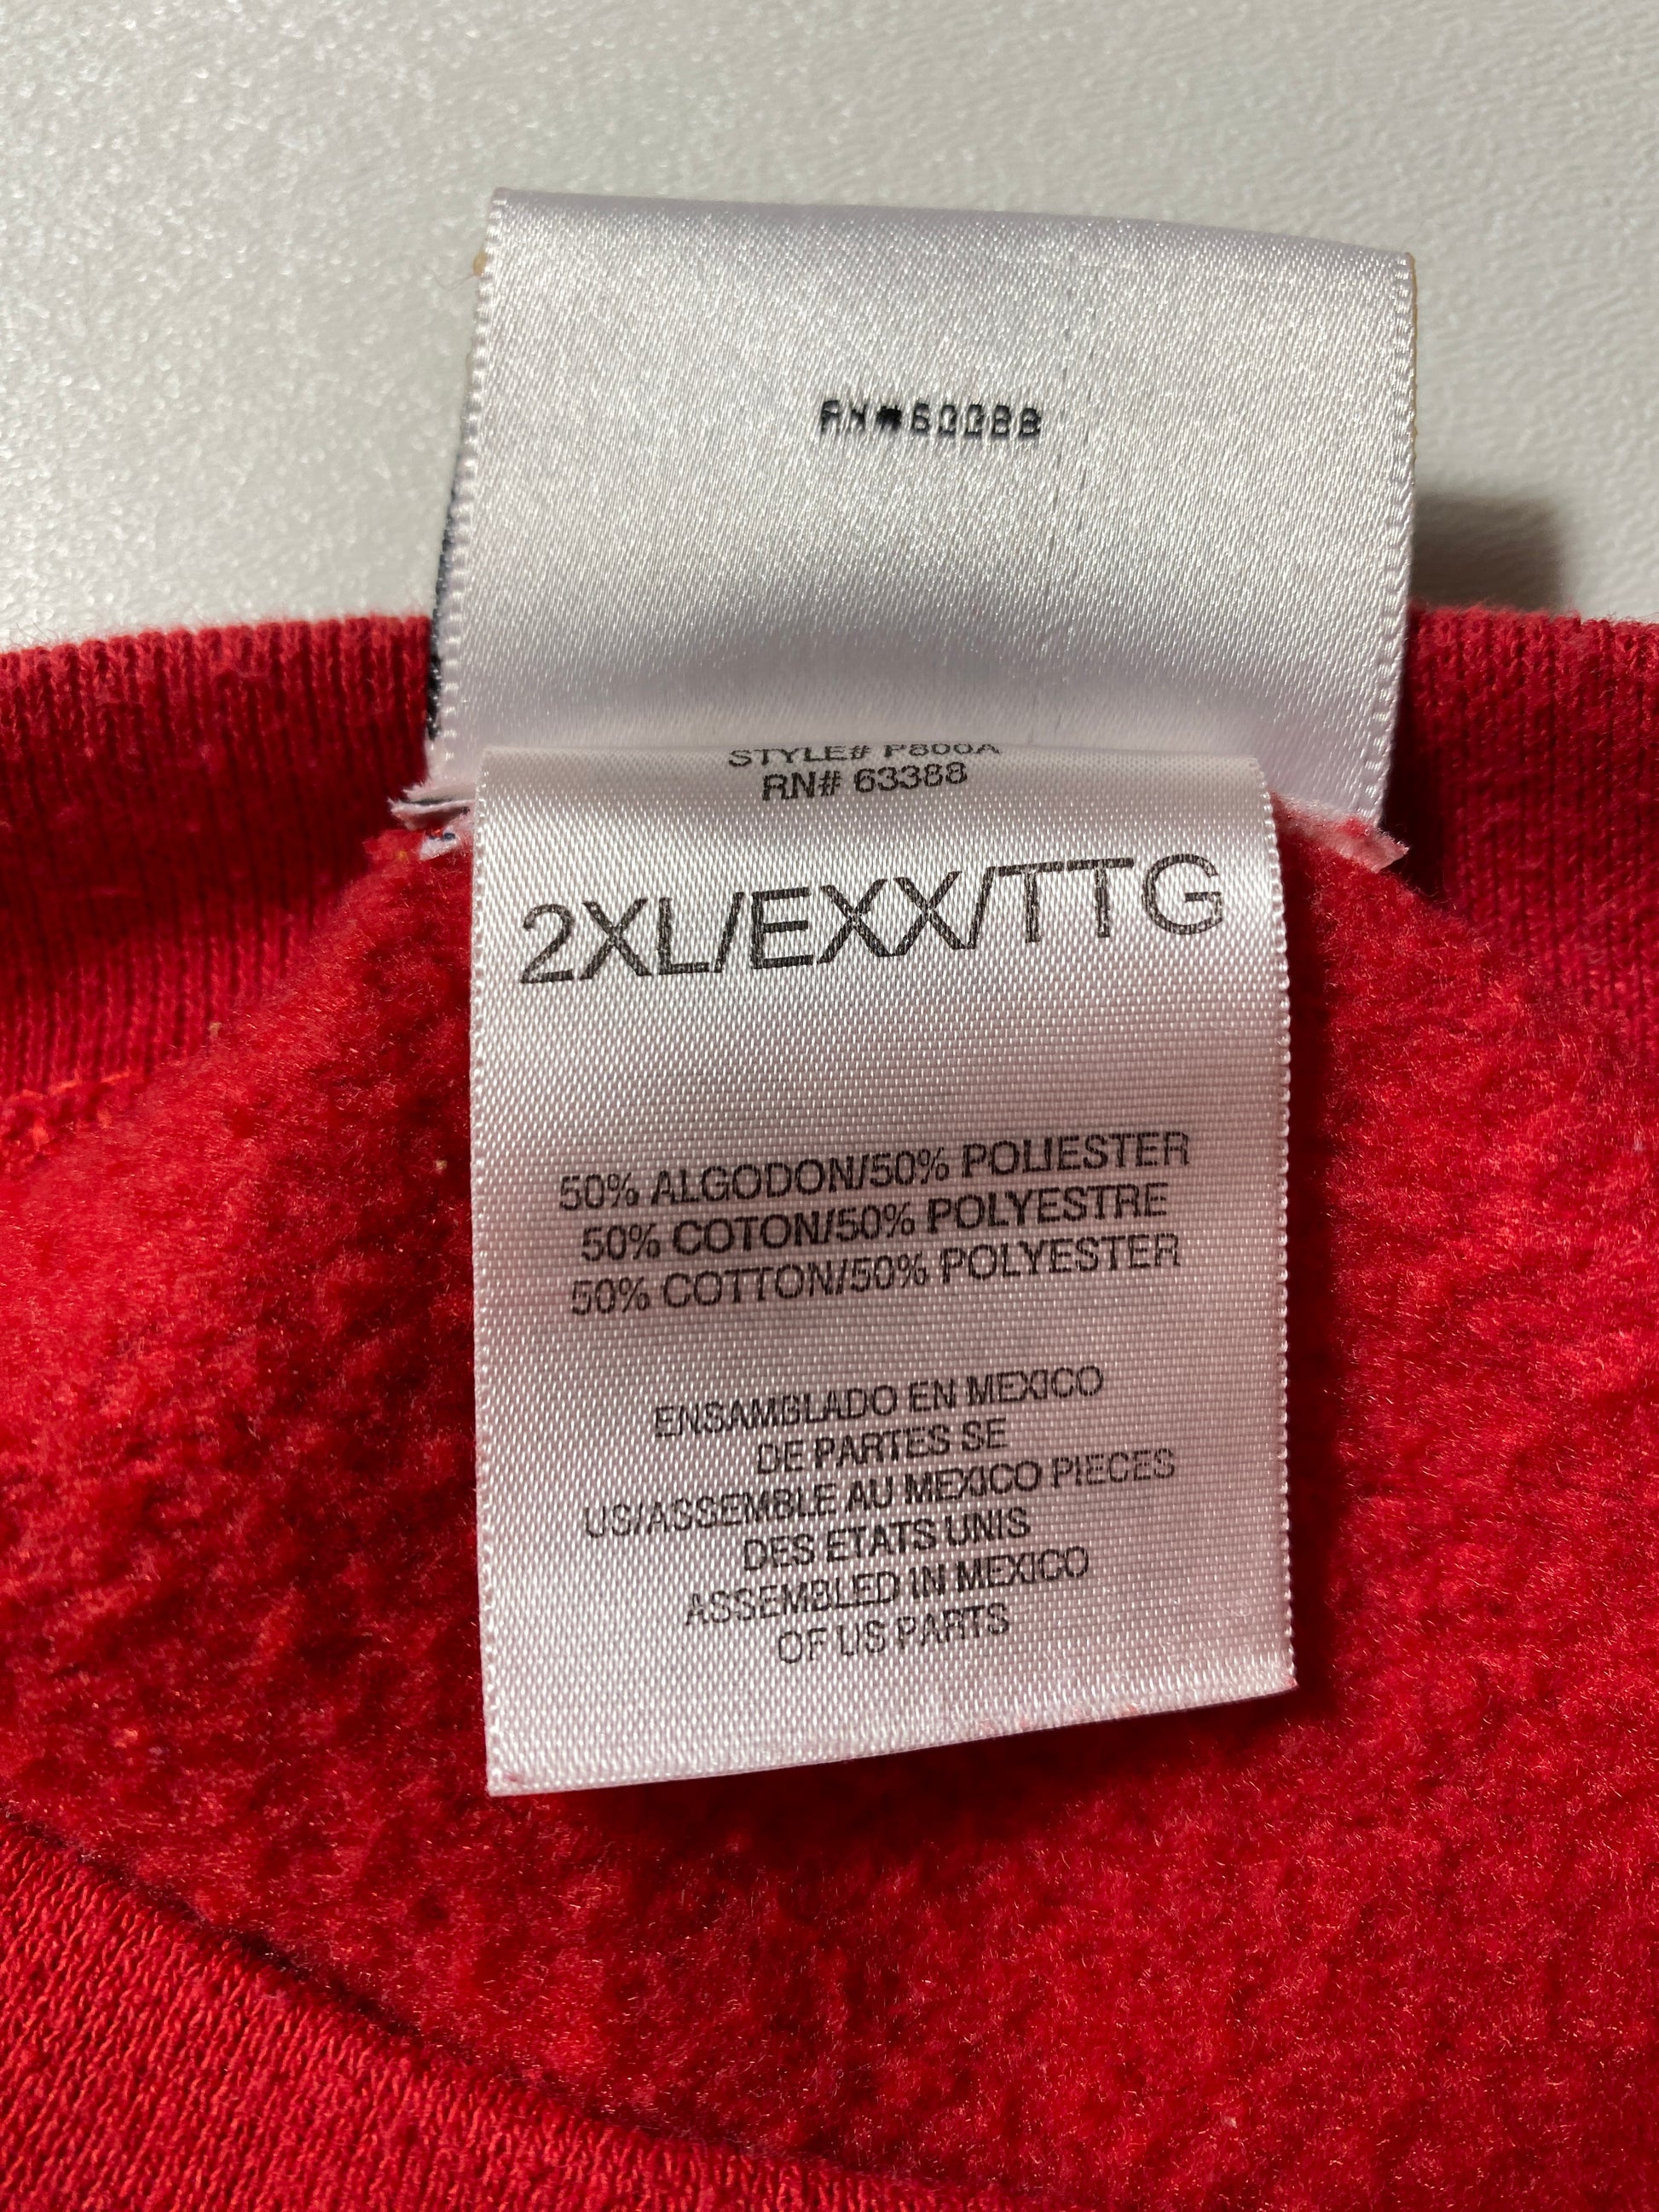 RN#63388
STYLE# P800A
RN# 63388
2XL/EXX/TTG
50% ALGODON/50% POLIESTER
50% COTON/50% POLYESTRE
50% COTTON/50% POLYESTER
ENSAMBLADO EN MEXICO
DE PARTES SE
US/ASSEMBLE AU MEXICO PIECES
DES ETATS UNIS
ASSEMBLED IN MEXICO
OF US PARTS